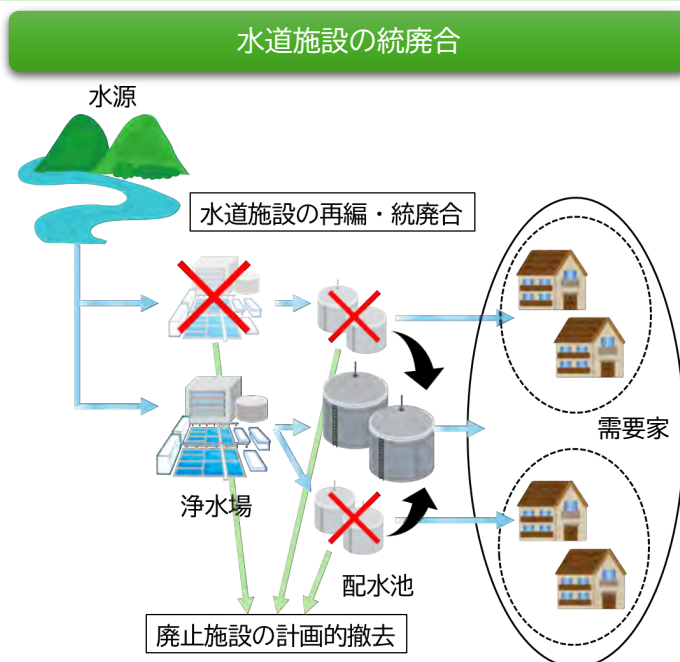 水道施設の統廃合
水源
水道施設の再編・統廃合
需要家
浄水場
配水池
廃止施設の計画的撤去